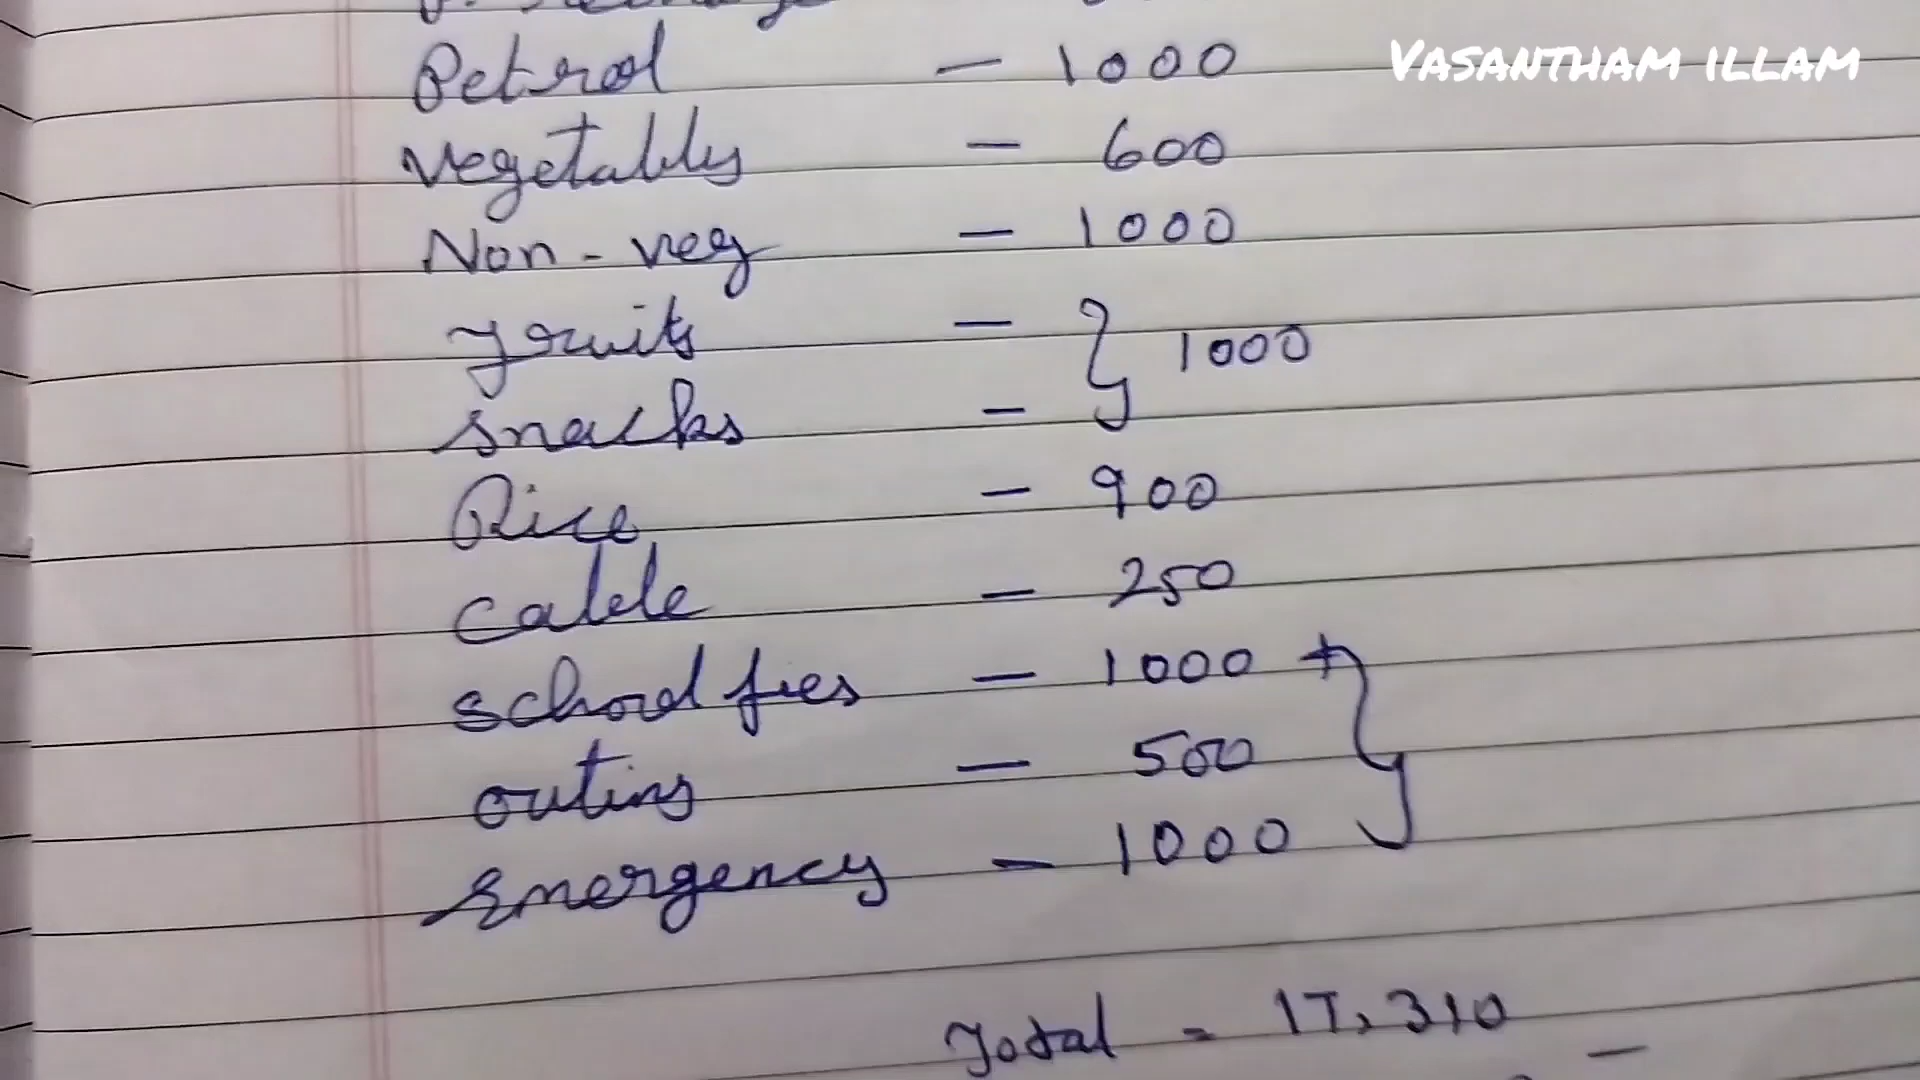 Petrol — 1000
VASANTHAM ILLAM
Vegetables — 600
Non-veg — 1000
Fruits —
} 1000
Snacks —
Rice — 900
Cable — 250
School fees — 1000 +
}
outing — 500
Emergency — 1000
Total = 17,310